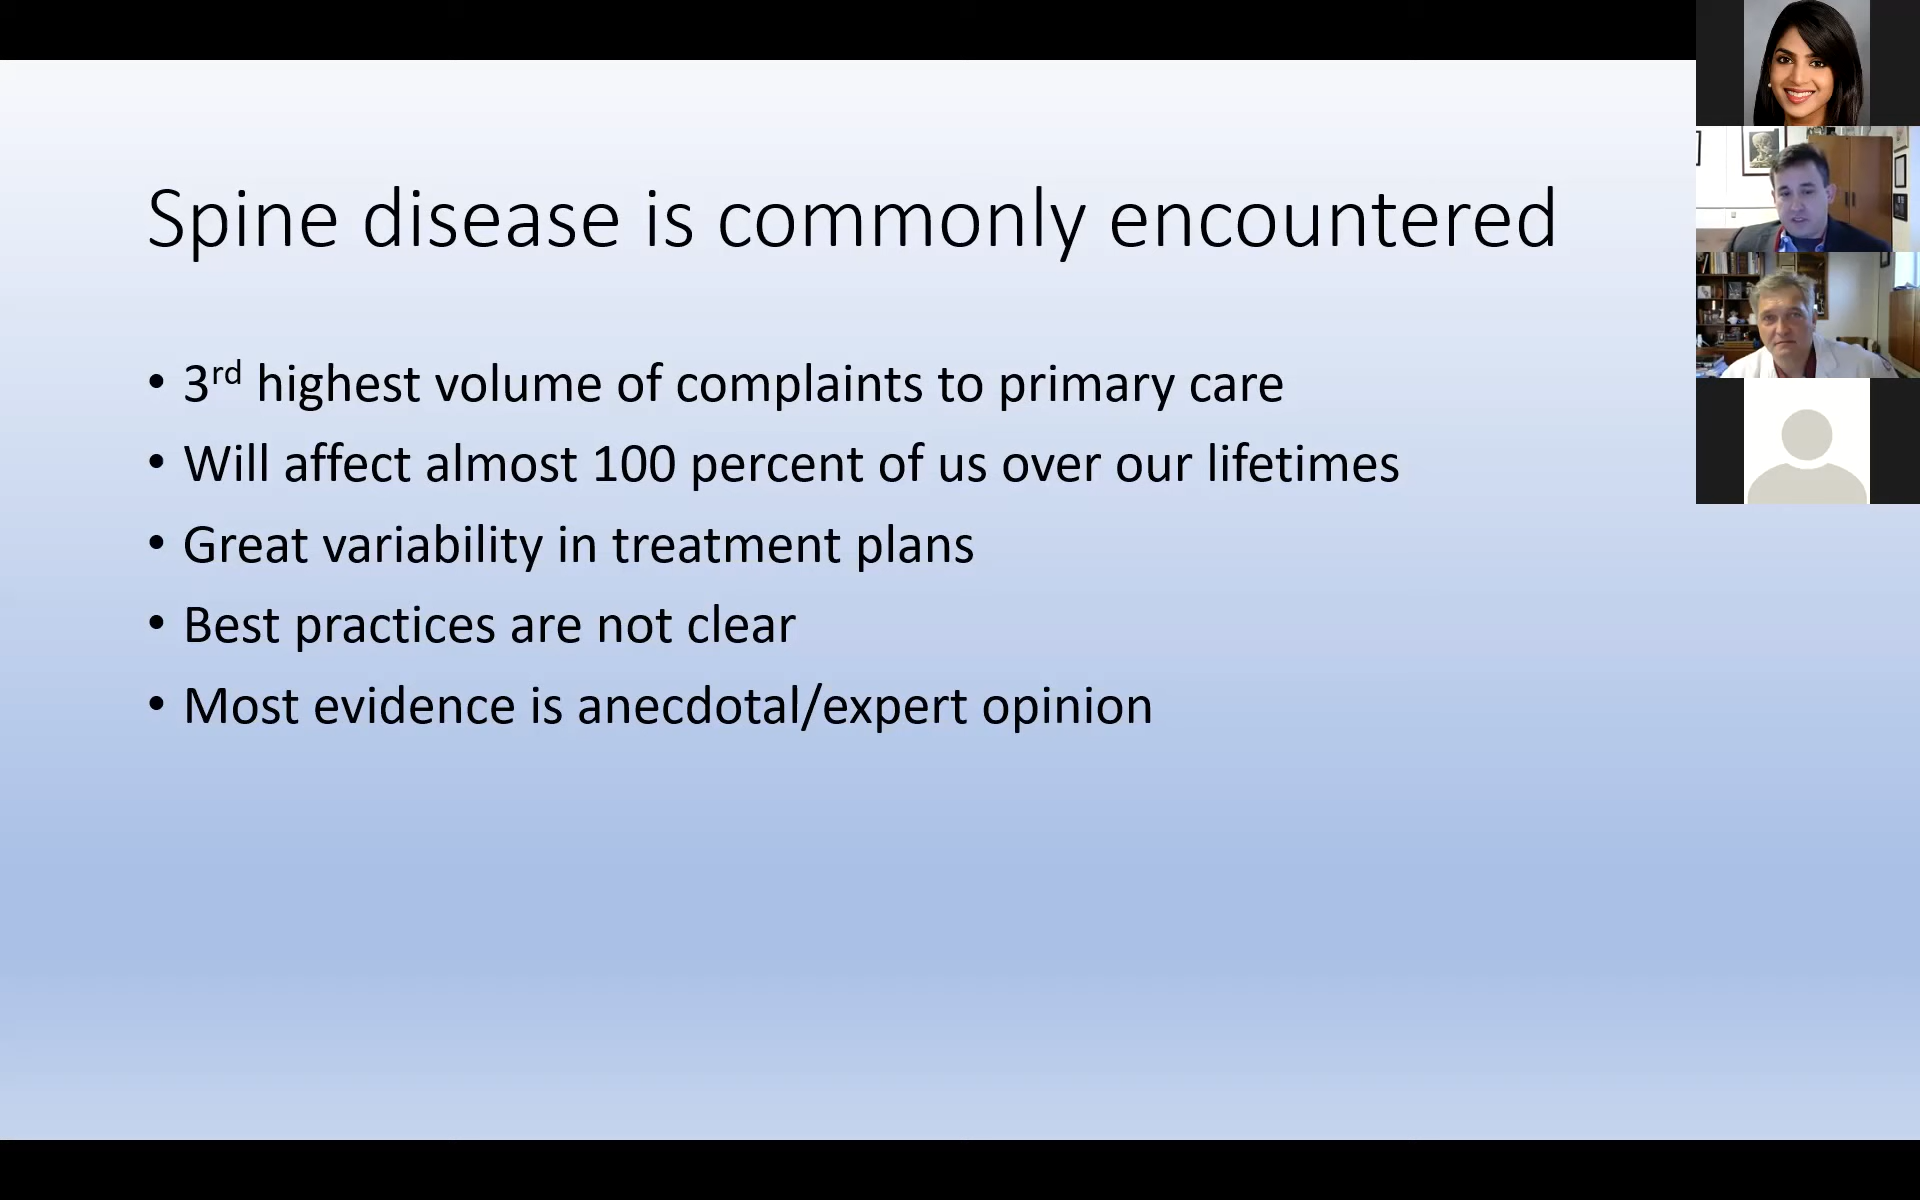 Spine disease is commonly encountered
• 3rd highest volume of complaints to primary care
• Will affect almost 100 percent of us over our lifetimes
• Great variability in treatment plans
• Best practices are not clear
• Most evidence is anecdotal/expert opinion